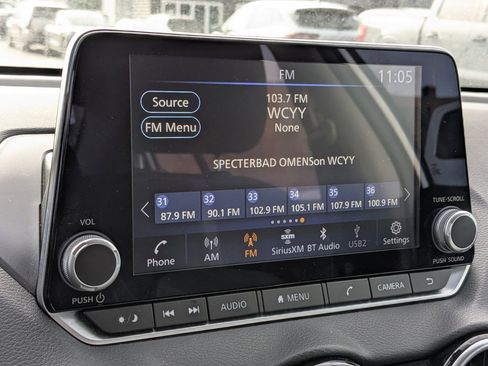 FM
11:05
Source
103.7 FM
WCYY
FM Menu
None
SPECTERBAD OMENSon WCYY
31 32 33 34 35 36
87.9 FM 90.1 FM 102.9 FM 105.1 FM 107.9 FM 100.9 FM
Phone AM FM SXM SiriusXM BT Audio USB2 Settings
VOL
PUSH
TUNE•SCROLL
PUSH SOUND
AUDIO MENU CAMERA